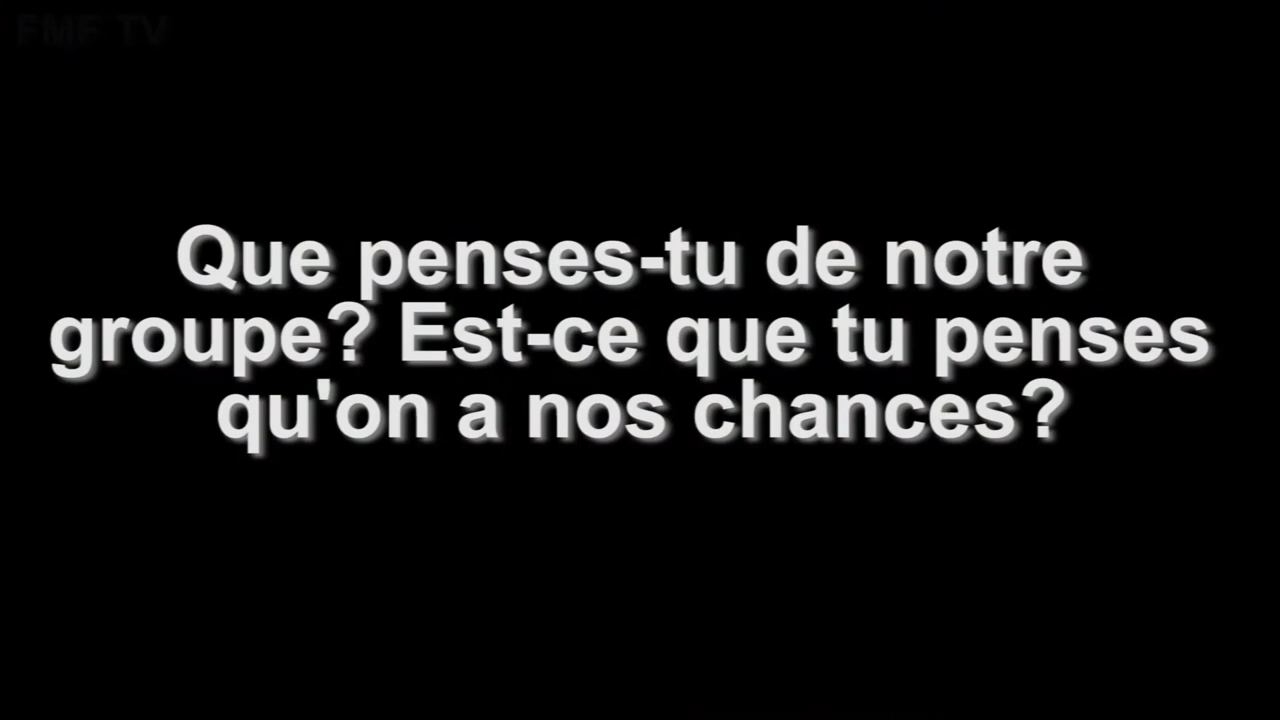 FMF TV
Que penses-tu de notre
groupe? Est-ce que tu penses
qu'on a nos chances?